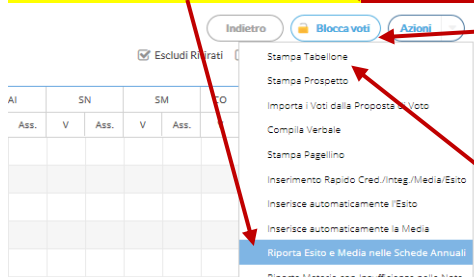 Indietro Blocca voti Azioni
Escludi Ritirati
AI SN SM CO
Ass. V Ass. V Ass.
Stampa Tabellone
Stampa Prospetto
Importa i Voti dalla Proposta di Voto
Compila Verbale
Stampa Pagellino
Inserimento Rapido Cred./Integ./Media/Esito
Inserisce automaticamente l'Esito
Inserisce automaticamente la Media
Riporta Esito e Media nelle Schede Annuali